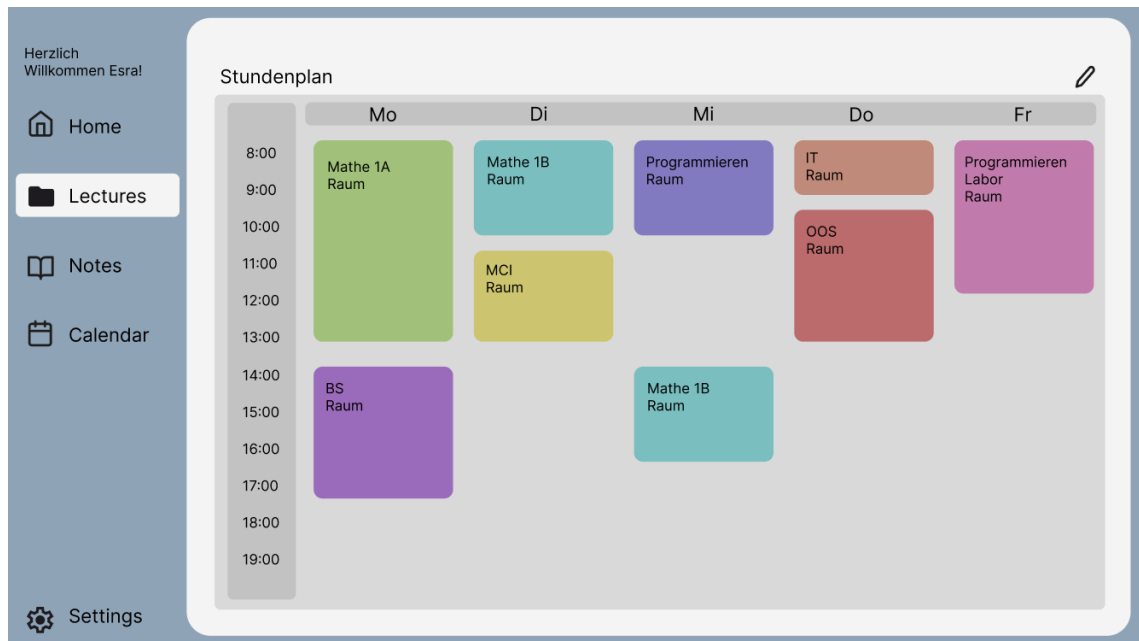 Herzlich
Willkommen Esra!
Home
Lectures
Notes
Calendar
Settings
Stundenplan
Mo Di Mi Do Fr
8:00
9:00
10:00
11:00
12:00
13:00
14:00
15:00
16:00
17:00
18:00
19:00
Mathe 1A
Raum
BS
Raum
Mathe 1B
Raum
MCI
Raum
Programmieren
Raum
Mathe 1B
Raum
IT
Raum
OOS
Raum
Programmieren
Labor
Raum